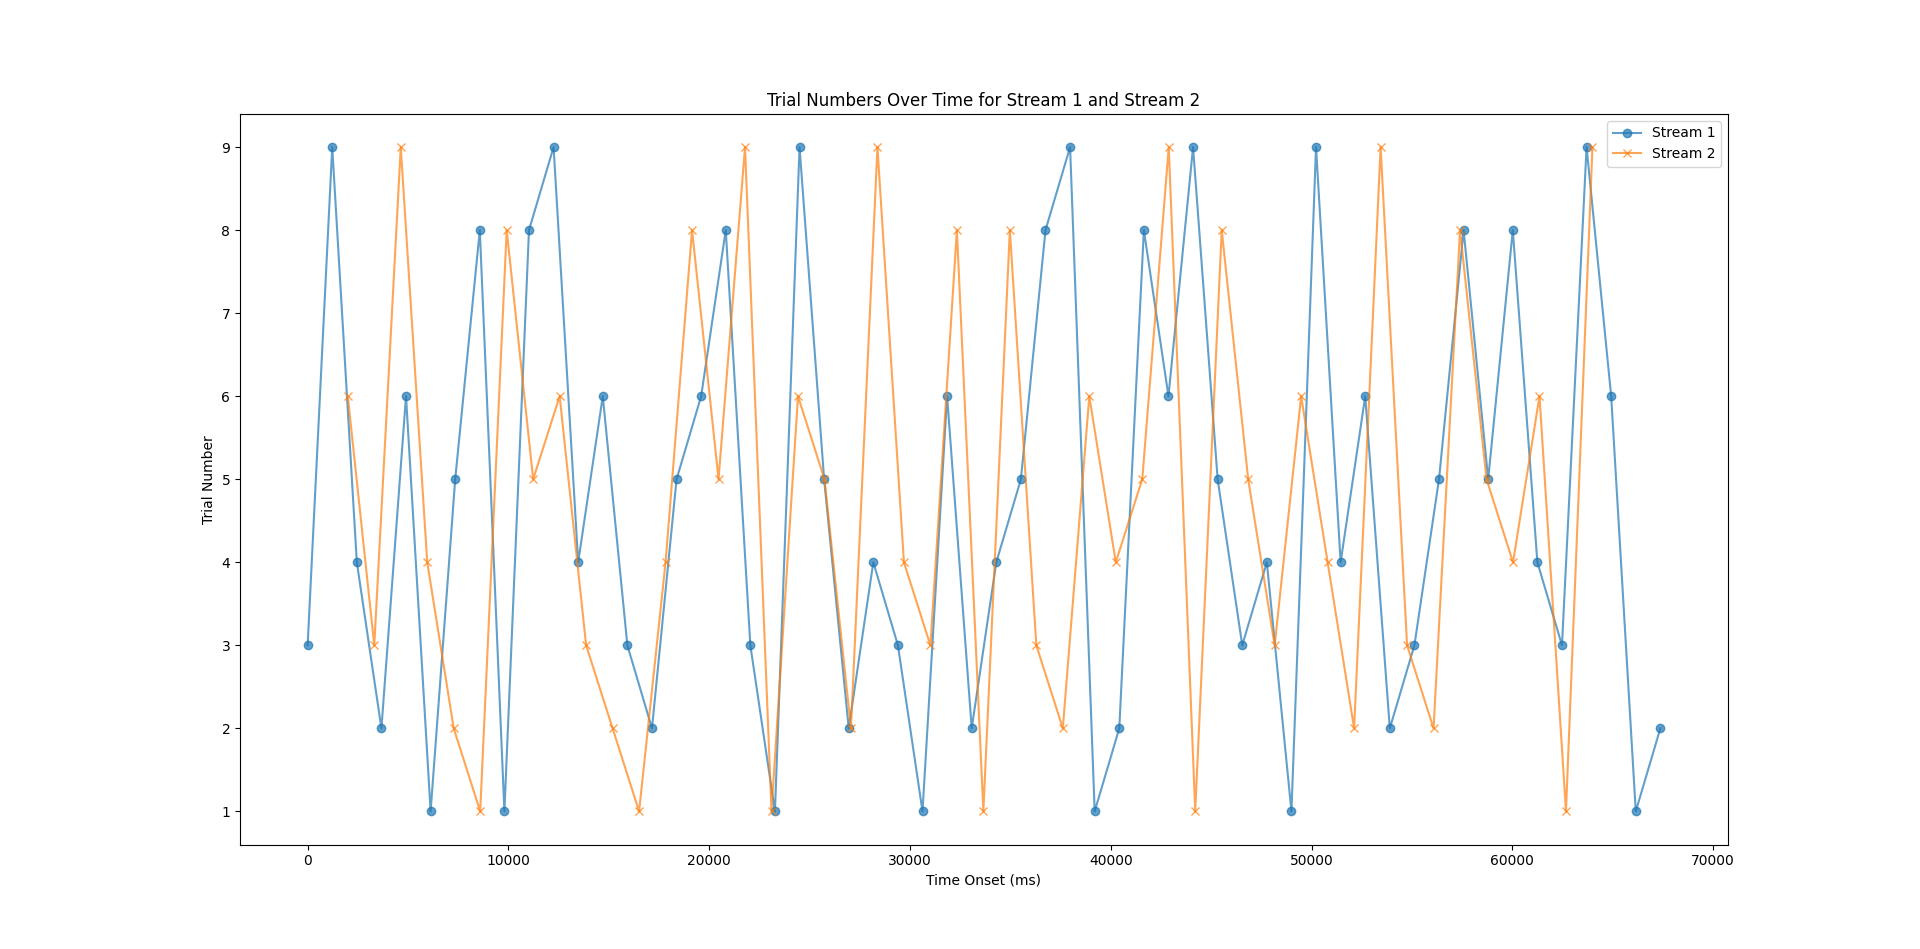 Trial Numbers Over Time for Stream 1 and Stream 2
Stream 1
Stream 2
9
8
7
6
5
4
3
2
1
Trial Number
0 10000 20000 30000 40000 50000 60000 70000
Time Onset (ms)